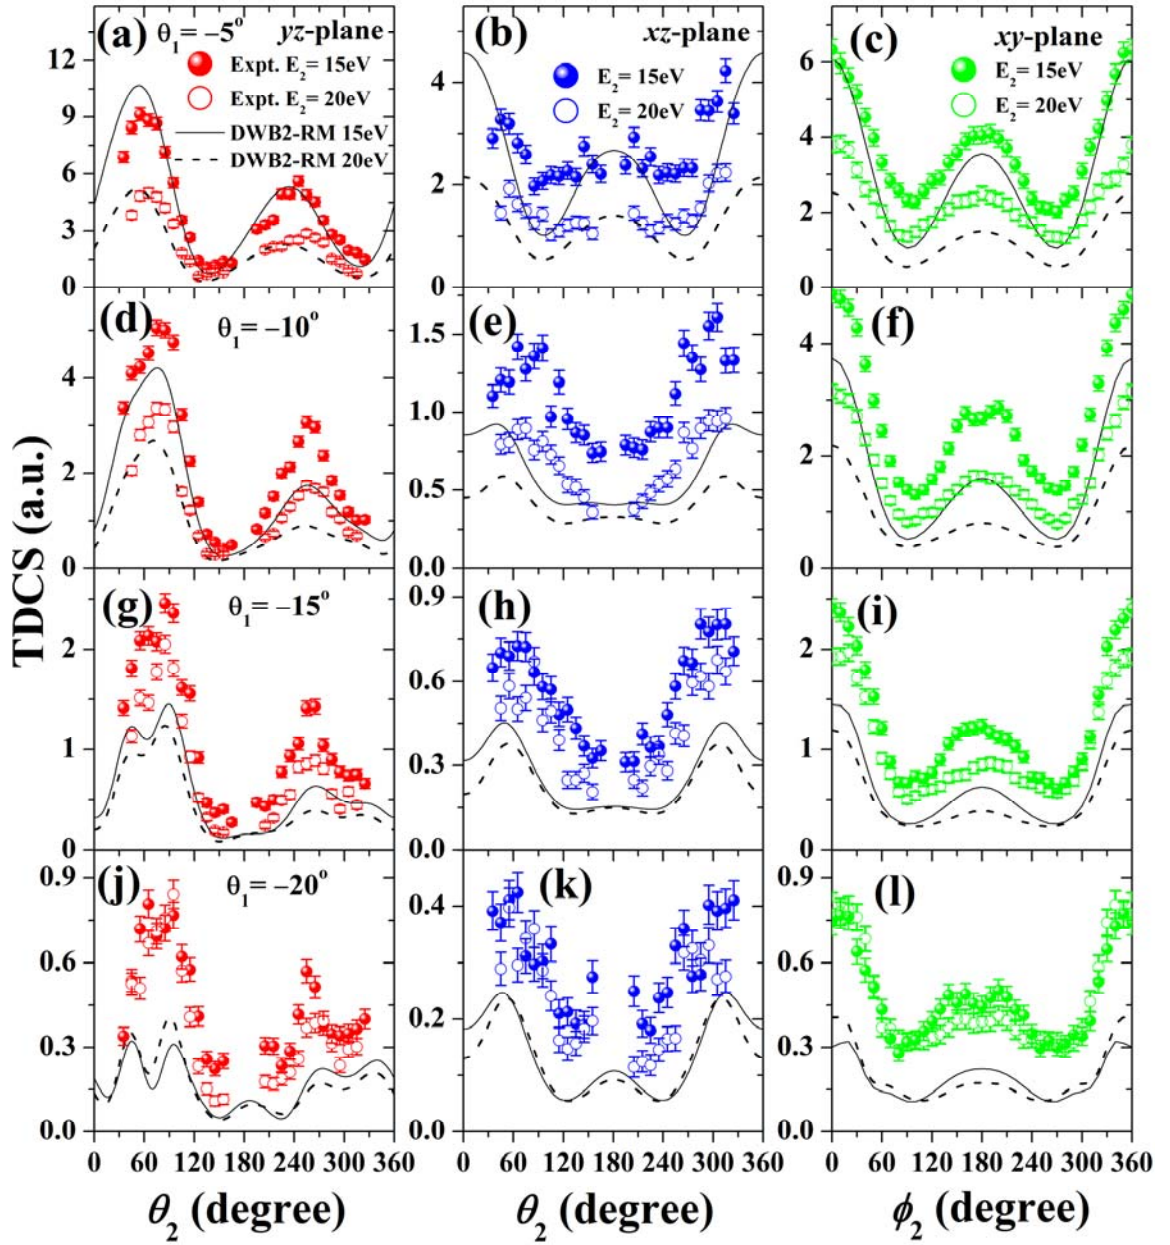 (a) θ₁= −5° yz-plane
Expt. E₂= 15eV
Expt. E₂= 20eV
DWB2-RM 15eV
DWB2-RM 20eV
12
9
6
3
0
(b) xz-plane
E₂= 15eV
E₂= 20eV
4
2
0
(c) xy-plane
E₂= 15eV
E₂= 20eV
6
4
2
0
(d) θ₁= −10°
4
2
0
(e)
1.5
1.0
0.5
0.0
(f)
4
2
0
TDCS (a.u.)
(g) θ₁= −15°
2
1
0
(h)
0.9
0.6
0.3
0.0
(i)
2
1
0
(j) θ₁= −20°
0.9
0.6
0.3
0.0
(k)
0.4
0.2
0.0
(l)
0.9
0.6
0.3
0.0
0 60 120 180 240 300 360
60 120 180 240 300 360
60 120 180 240 300 360
θ₂ (degree)
θ₂ (degree)
ϕ₂ (degree)